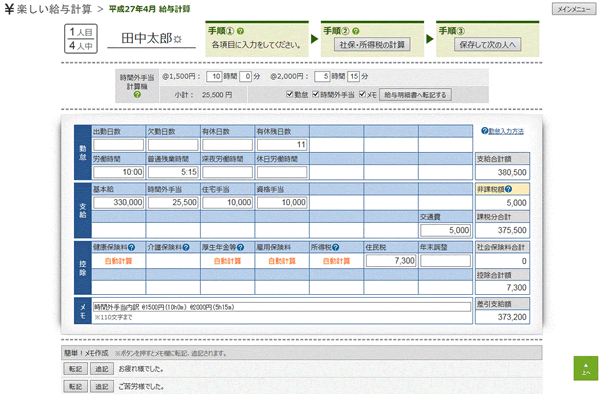 ¥楽しい給与計算 > 平成27年4月 給与計算
メインメニュー
1人目
4人中
田中太郎
手順① ?
各項目に入力をしてください。
手順② ?
社保・所得税の計算
手順③
保存して次の人へ
時間外手当
計算機
?
@1,500円： 10 時間 0 分 @2,000円： 5 時間 15 分
小計： 25,500 円 勤怠 時間外手当 メモ 給与明細書へ転記する
勤怠入力方法
勤怠
出勤日数 欠勤日数 有休日数 有休残日数
11
労働時間 普通残業時間 深夜労働時間 休日労働時間
10:00 5:15
支給合計額
380,500
支給
基本給 時間外手当 住宅手当 資格手当
330,000 25,500 10,000 10,000
非課税額 ?
5,000
交通費
5,000
課税分合計
375,500
控除
健康保険料 ? 介護保険料 ? 厚生年金等 ? 雇用保険料 所得税 ? 住民税 年末調整
自動計算 自動計算 自動計算 自動計算 7,300
社会保険料合計
0
控除合計額
7,300
メモ
時間外手当内訳 @1500円(10h0m) @2000円(5h15m)
※110文字まで
差引支給額
373,200
簡単！メモ作成 ※ボタンを押すとメモ欄に転記、追記されます。
転記 追記 お疲れ様でした。
転記 追記 ご苦労様でした。
上へ